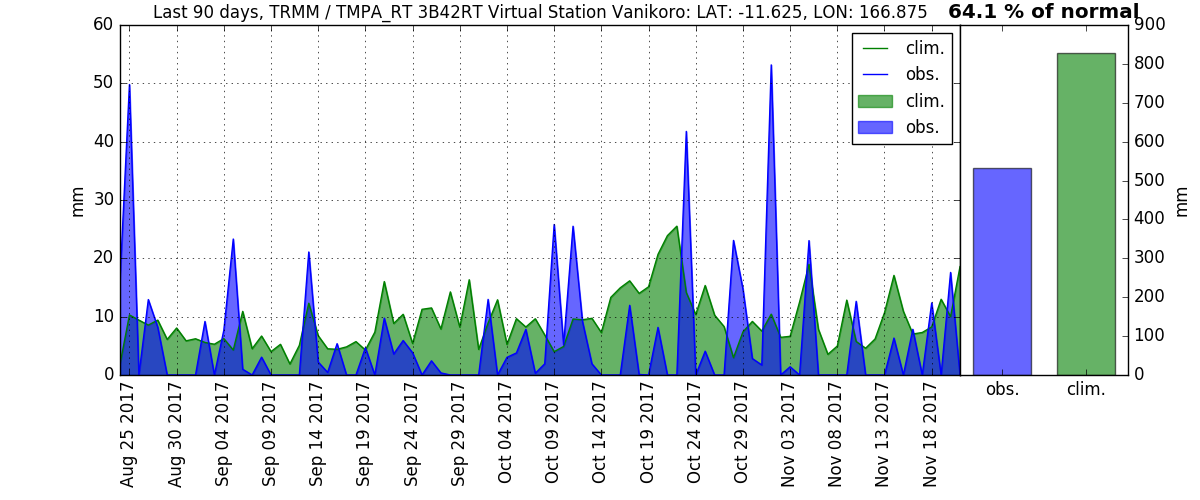 Last 90 days, TRMM / TMPA_RT 3B42RT Virtual Station Vanikoro: LAT: -11.625, LON: 166.875
64.1 % of normal
60
50
40
30
20
10
0
mm
clim.
obs.
clim.
obs.
Aug 25 2017
Aug 30 2017
Sep 04 2017
Sep 09 2017
Sep 14 2017
Sep 19 2017
Sep 24 2017
Sep 29 2017
Oct 04 2017
Oct 09 2017
Oct 14 2017
Oct 19 2017
Oct 24 2017
Oct 29 2017
Nov 03 2017
Nov 08 2017
Nov 13 2017
Nov 18 2017
900
800
700
600
500
400
300
200
100
0
mm
obs.
clim.